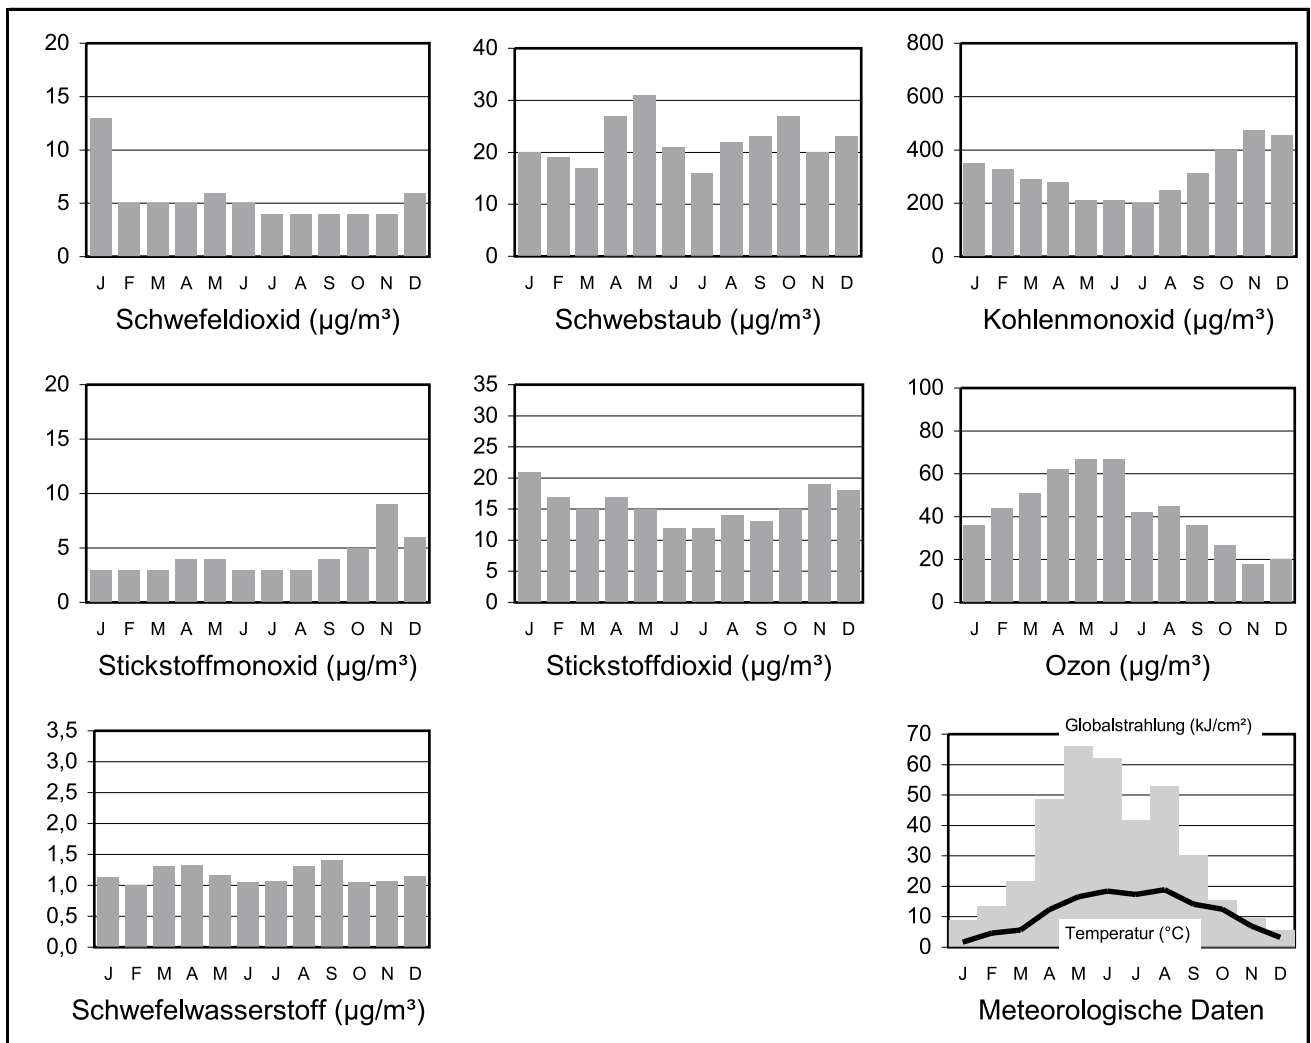 20
15
10
5
0
J F M A M J J A S O N D
Schwefeldioxid (µg/m³)
40
30
20
10
0
J F M A M J J A S O N D
Schwebstaub (µg/m³)
800
600
400
200
0
J F M A M J J A S O N D
Kohlenmonoxid (µg/m³)
20
15
10
5
0
J F M A M J J A S O N D
Stickstoffmonoxid (µg/m³)
35
30
25
20
15
10
5
0
J F M A M J J A S O N D
Stickstoffdioxid (µg/m³)
100
80
60
40
20
0
J F M A M J J A S O N D
Ozon (µg/m³)
3,5
3,0
2,5
2,0
1,5
1,0
0,5
0,0
J F M A M J J A S O N D
Schwefelwasserstoff (µg/m³)
70
60
50
40
30
20
10
0
Globalstrahlung (kJ/cm²)
Temperatur (°C)
J F M A M J J A S O N D
Meteorologische Daten